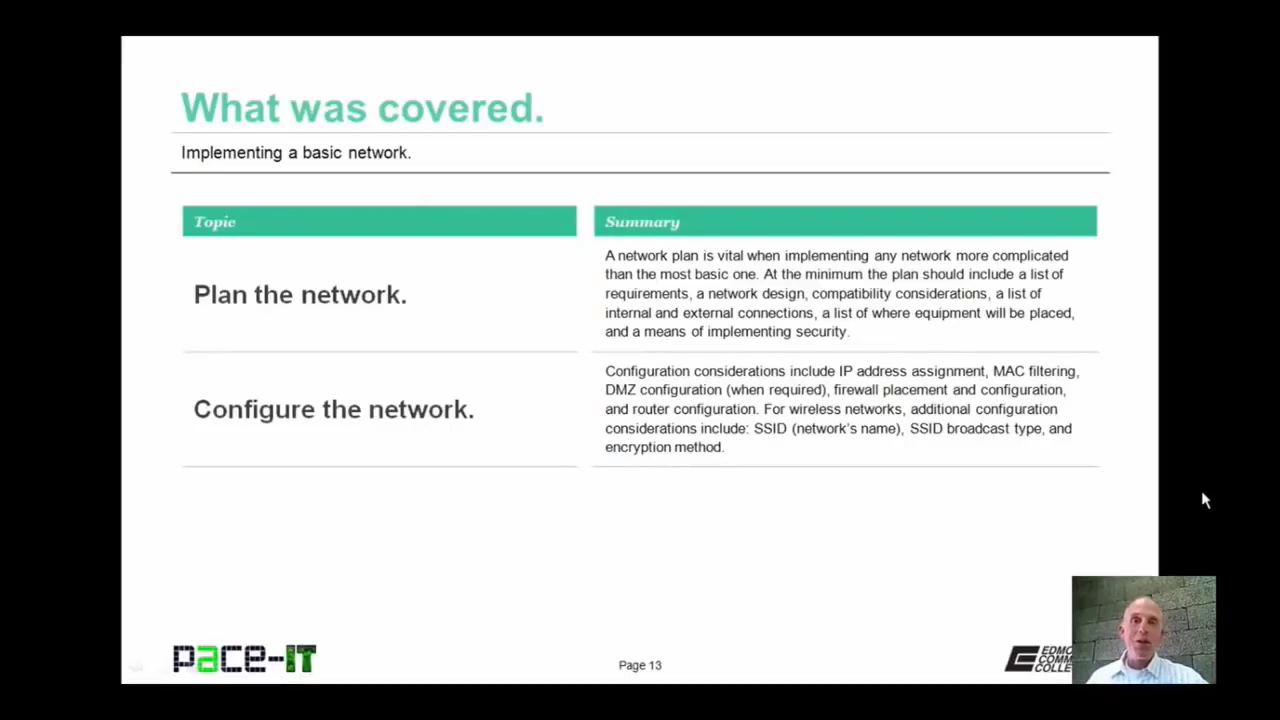 What was covered.
Implementing a basic network.
Topic
Summary
Plan the network.
A network plan is vital when implementing any network more complicated
than the most basic one. At the minimum the plan should include a list of
requirements, a network design, compatibility considerations, a list of
internal and external connections, a list of where equipment will be placed,
and a means of implementing security.
Configure the network.
Configuration considerations include IP address assignment, MAC filtering,
DMZ configuration (when required), firewall placement and configuration,
and router configuration. For wireless networks, additional configuration
considerations include: SSID (network's name), SSID broadcast type, and
encryption method.
pace-IT
Page 13